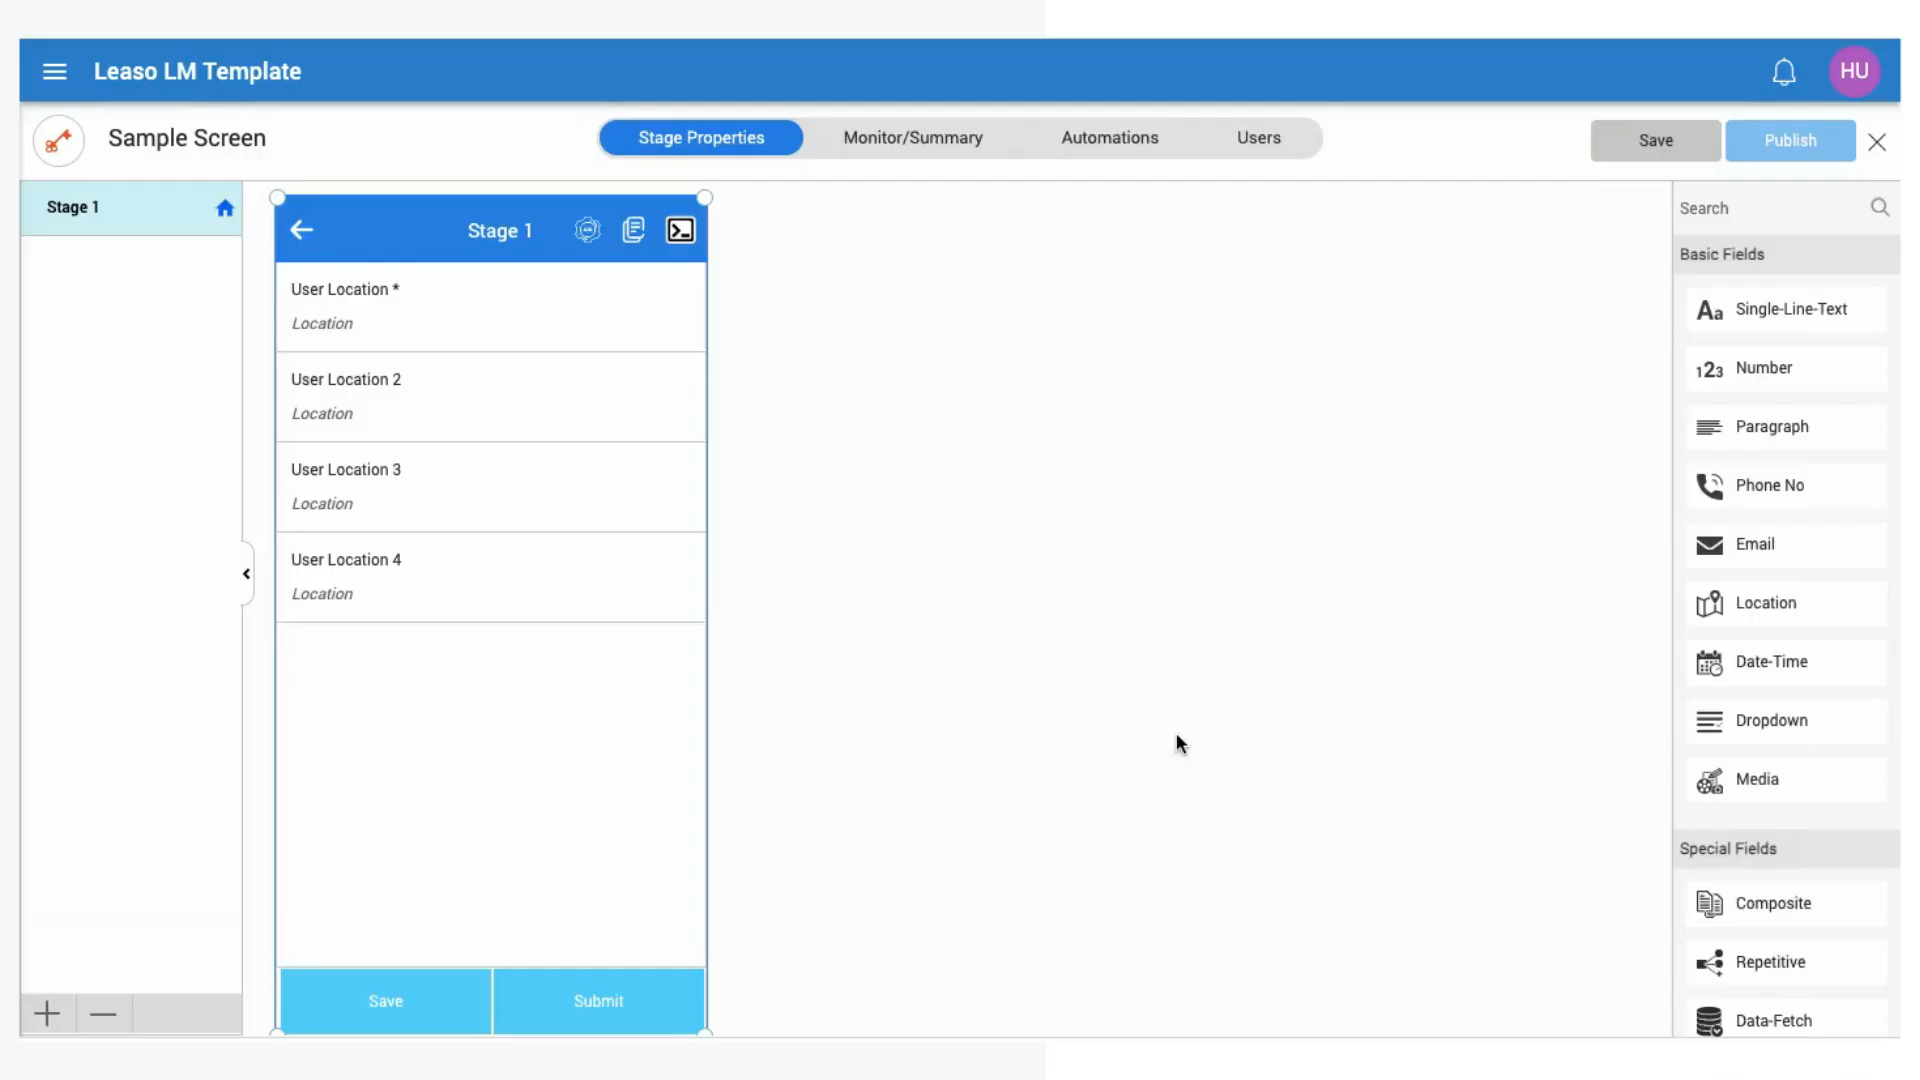 Leaso LM Template
HU
Sample Screen
Stage Properties
Monitor/Summary
Automations
Users
Save
Publish
Stage 1
Stage 1
User Location *
Location
User Location 2
Location
User Location 3
Location
User Location 4
Location
Save
Submit
Search
Basic Fields
Aa Single-Line-Text
123 Number
Paragraph
Phone No
Email
Location
Date-Time
Dropdown
Media
Special Fields
Composite
Repetitive
Data-Fetch